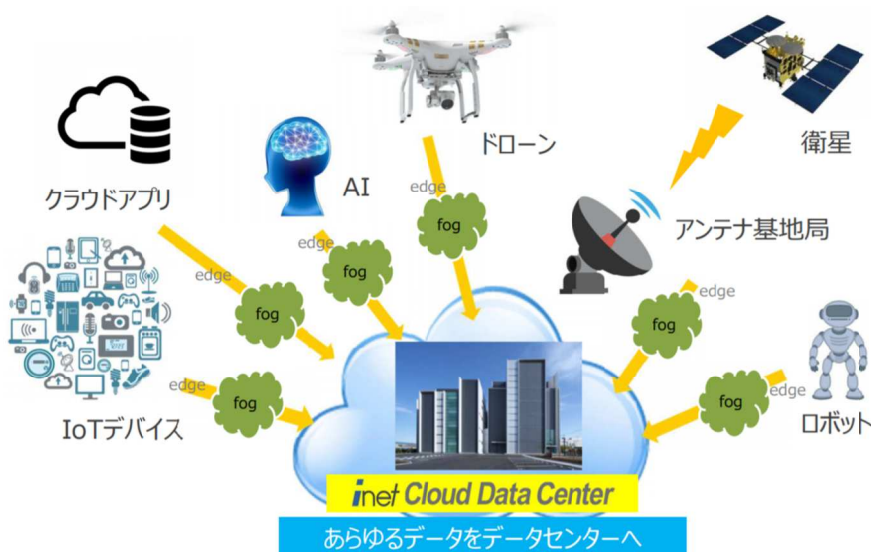 ドローン
衛星
クラウドアプリ
AI
edge
アンテナ基地局
edge
fog
edge
fog
edge
fog
fog
edge
fog
edge
fog
IoTデバイス
ロボット
inet Cloud Data Center
あらゆるデータをデータセンターへ